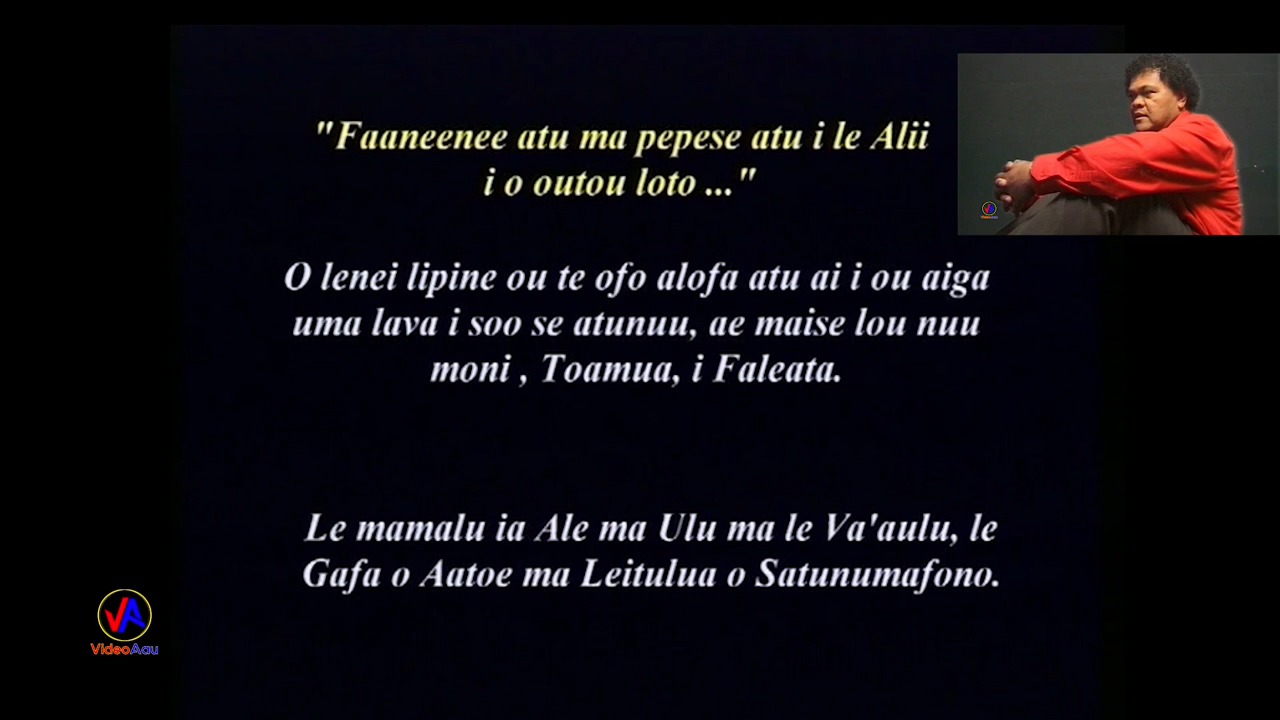 "Faaneenee atu ma pepese atu i le Alii
i o outou loto ..."
O lenei lipine ou te ofo alofa atu ai i ou aiga
uma lava i soo se atunuu, ae maise lou nuu
moni , Toamua, i Faleata.
Le mamalu ia Ale ma Ulu ma le Va'aulu, le
Gafa o Aatoe ma Leitulua o Satunumafono.
VA
VideoAau